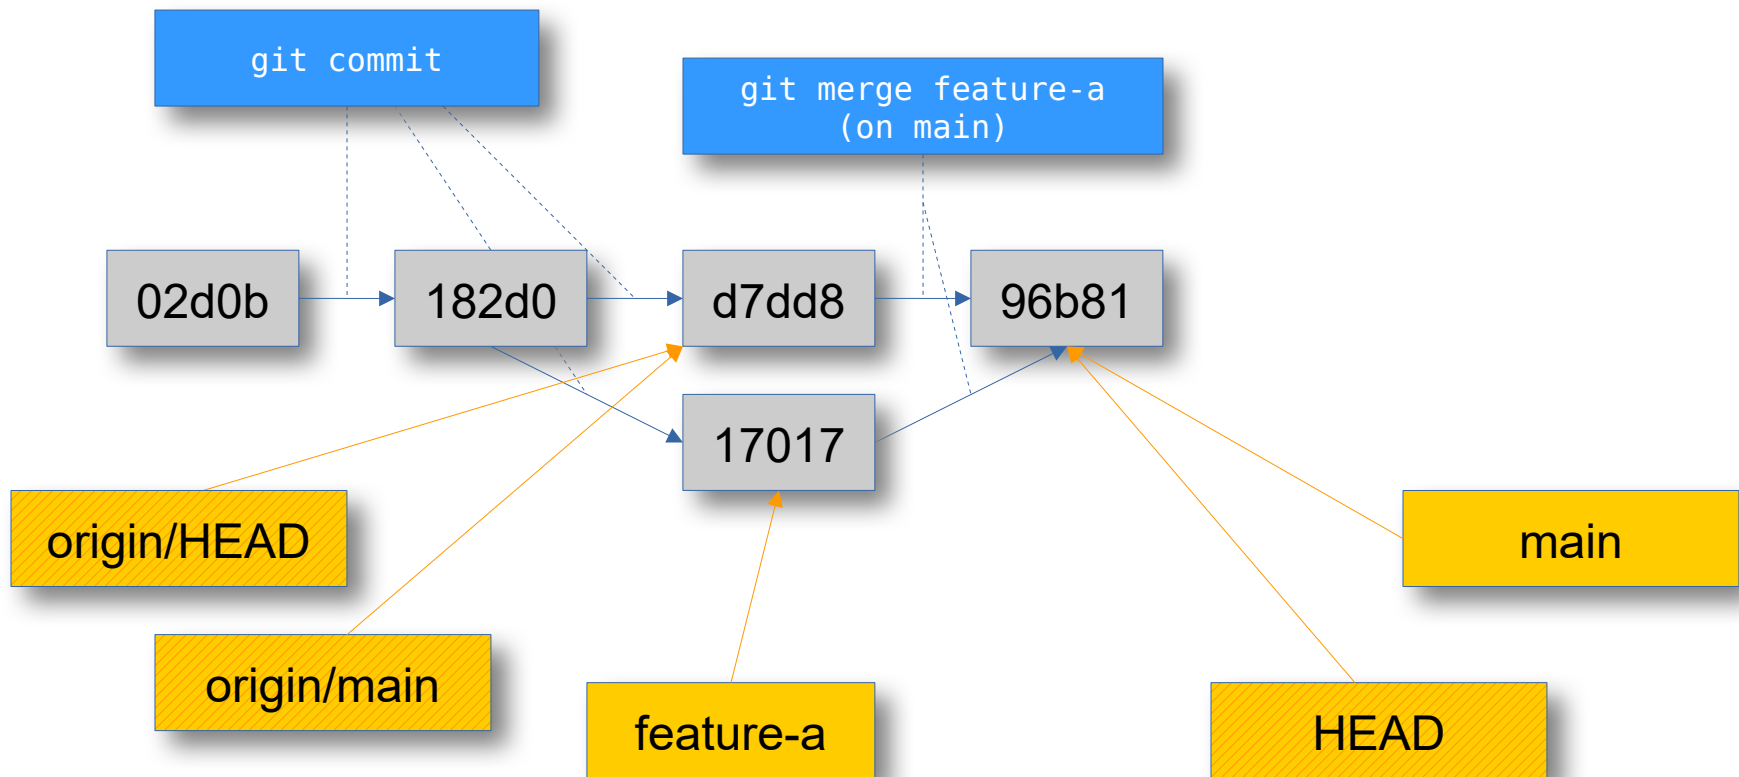 git commit
git merge feature-a
(on main)
02d0b
182d0
d7dd8
96b81
17017
origin/HEAD
main
origin/main
feature-a
HEAD